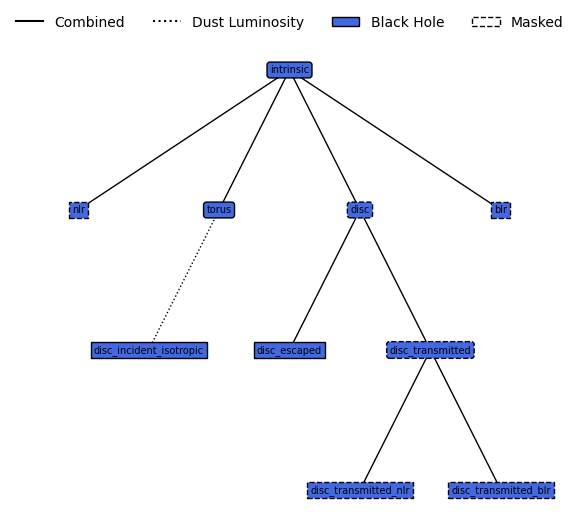 Combined Dust Luminosity Black Hole Masked
intrinsic
nlr torus disc blr
disc_incident_isotropic disc_escaped disc_transmitted
disc_transmitted_nlr disc_transmitted_blr